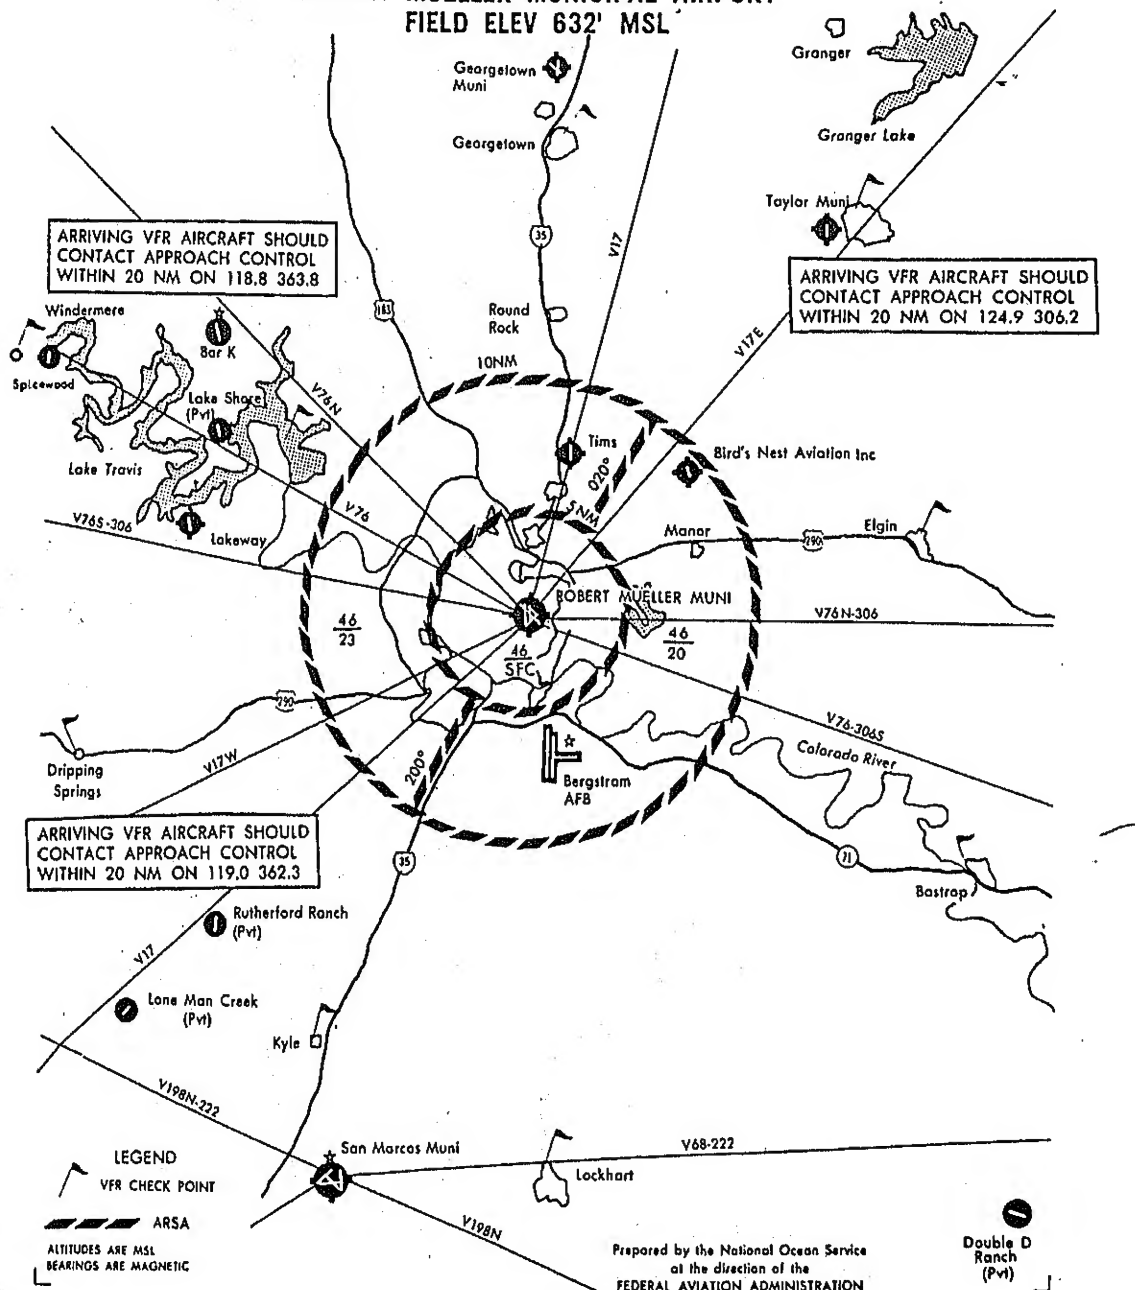 FIELD ELEV 632' MSL
Georgetown
Muni
Granger
Granger Lake
Georgetown
Taylor Muni
35
V17
ARRIVING VFR AIRCRAFT SHOULD
CONTACT APPROACH CONTROL
WITHIN 20 NM ON 118.8 363.8
ARRIVING VFR AIRCRAFT SHOULD
CONTACT APPROACH CONTROL
WITHIN 20 NM ON 124.9 306.2
Windermere
183
Round
Rock
Bar K
V17E
Spicewood
10NM
V76N
Lake Shore
(Pvt)
Tims
Bird's Nest Aviation Inc
Lake Travis
020°
V76
5NM
V76S-306
Lakeway
Manor
290
Elgin
ROBERT MUELLER MUNI
V76N-306
46
23
46
SFC
46
20
290
V76-306S
Colorado River
Dripping
Springs
V17W
200°
Bergstrom
AFB
ARRIVING VFR AIRCRAFT SHOULD
CONTACT APPROACH CONTROL
WITHIN 20 NM ON 119.0 362.3
35
71
Bastrop
Rutherford Ranch
(Pvt)
V17
Lone Man Creek
(Pvt)
Kyle
V198N-222
San Marcos Muni
V68-222
Lockhart
LEGEND
VFR CHECK POINT
ARSA
ALTITUDES ARE MSL
BEARINGS ARE MAGNETIC
V198N
Prepared by the National Ocean Service
at the direction of the
FEDERAL AVIATION ADMINISTRATION
Double D
Ranch
(Pvt)